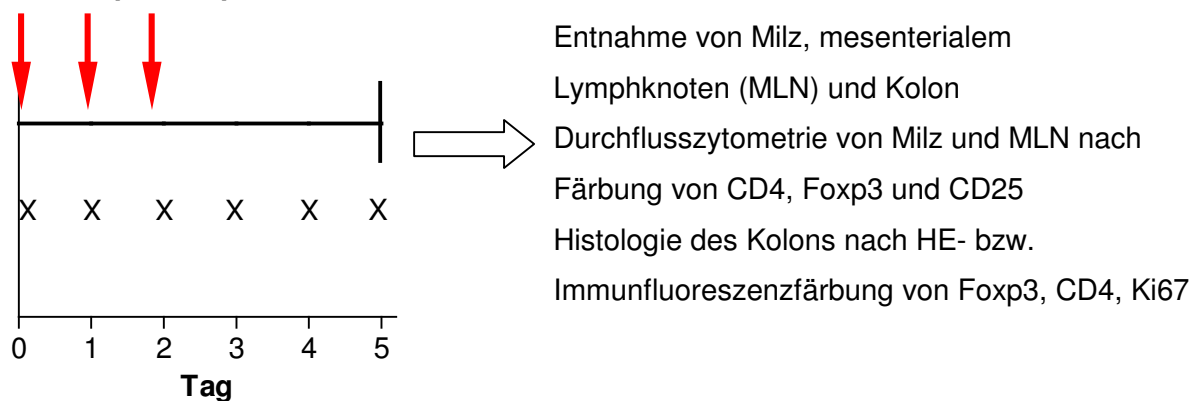 Entnahme von Milz, mesenterialem
Lymphknoten (MLN) und Kolon
Durchflusszytometrie von Milz und MLN nach
Färbung von CD4, Foxp3 und CD25
Histologie des Kolons nach HE- bzw.
Immunfluoreszenzfärbung von Foxp3, CD4, Ki67
X X X X X X
0 1 2 3 4 5
Tag